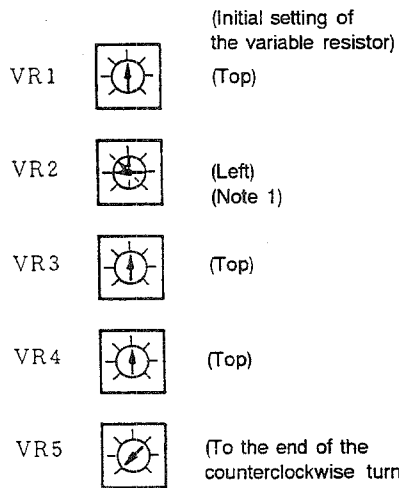 (Initial setting of
the variable resistor)
VR1 (Top)
VR2 (Left)
(Note 1)
VR3 (Top)
VR4 (Top)
VR5 (To the end of the
counterclockwise turn